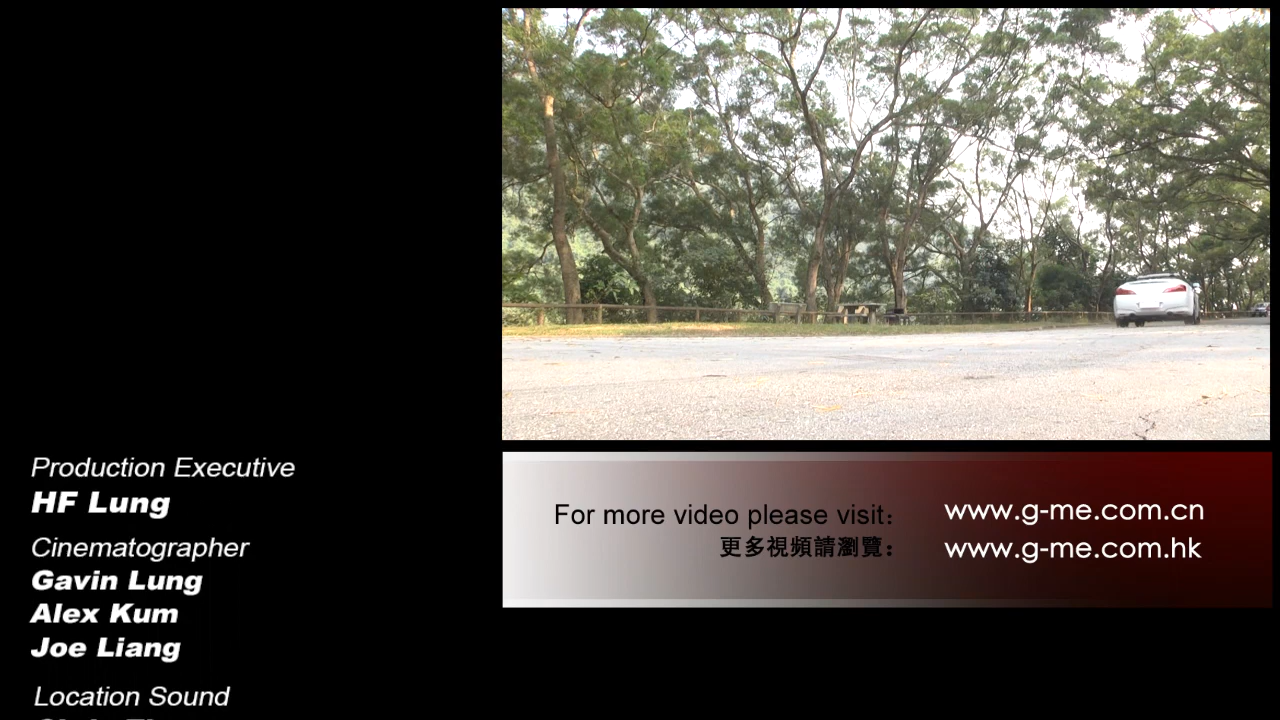 Production Executive
HF Lung
Cinematographer
Gavin Lung
Alex Kum
Joe Liang
Location Sound
For more video please visit：
更多視頻請瀏覽：
www.g-me.com.cn
www.g-me.com.hk